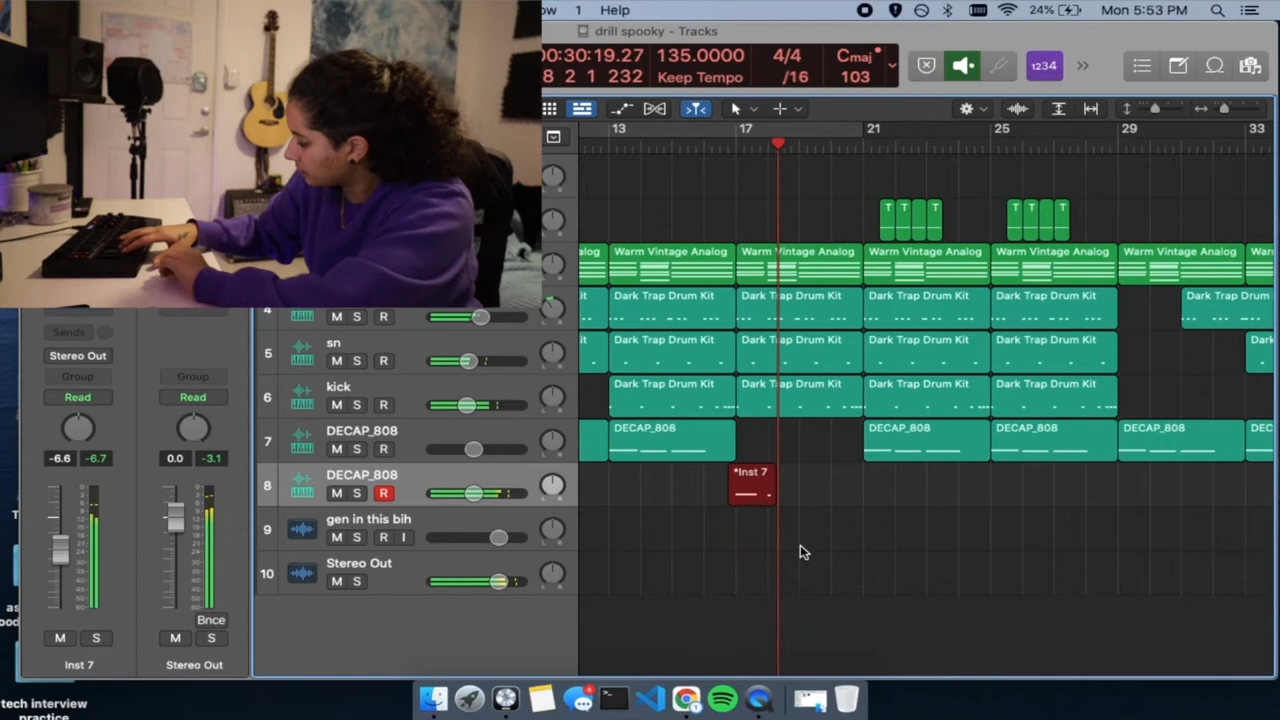 ow 1 Help
24% Mon 5:53 PM
drill spooky - Tracks
00:30:19.27 135.0000 4/4 Cmaj
8 2 1 232 Keep Tempo /16 103
1234
13 17 21 25 29 33
T T T T T T
alog Warm Vintage Analog Warm Vintage Analog Warm Vintage Analog Warm Vintage Analog Warm Vintage Analog Warr
4 M S R it Dark Trap Drum Kit Dark Trap Drum Kit Dark Trap Drum Kit Dark Trap Drum Kit Dark Trap Drum
5 sn M S R it Dark Trap Drum Kit Dark Trap Drum Kit Dark Trap Drum Kit Dark Trap Drum Kit Dark
6 kick M S R Dark Trap Drum Kit Dark Trap Drum Kit Dark Trap Drum Kit Dark Trap Drum Kit
7 DECAP_808 M S R DECAP_808 DECAP_808 DECAP_808 DECAP_808 DEC
8 DECAP_808 M S R *Inst 7
9 gen in this bih M S R I
10 Stereo Out M S
Sends
Stereo Out
Group Group
Read Read
-6.6 -6.7 0.0 -3.1
Bnce
M S M S
Inst 7 Stereo Out
tech interview
practice